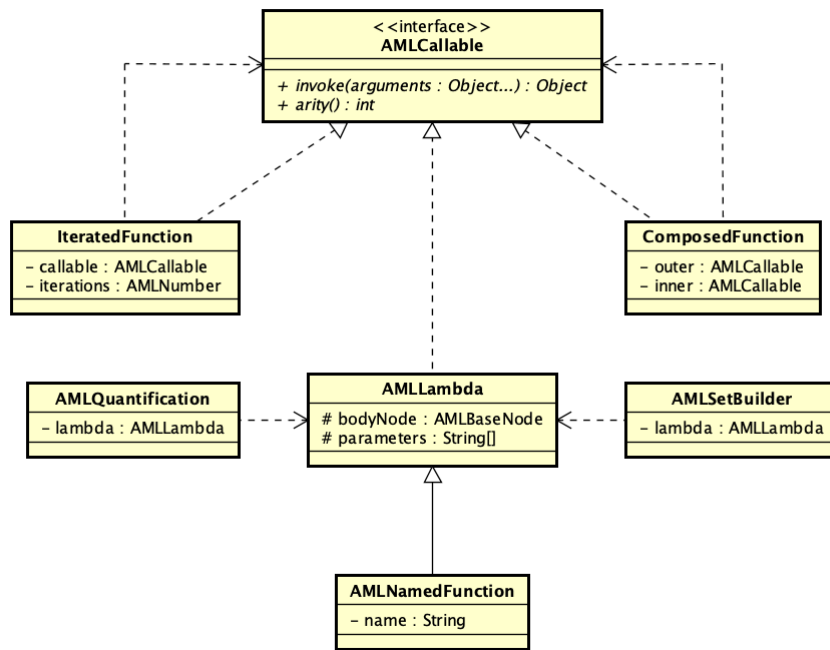 <<interface>>
AMLCallable
+ invoke(arguments : Object...) : Object
+ arity() : int
IteratedFunction
- callable : AMLCallable
- iterations : AMLNumber
ComposedFunction
- outer : AMLCallable
- inner : AMLCallable
AMLQuantification
- lambda : AMLLambda
AMLLambda
# bodyNode : AMLBaseNode
# parameters : String[]
AMLSetBuilder
- lambda : AMLLambda
AMLNamedFunction
- name : String